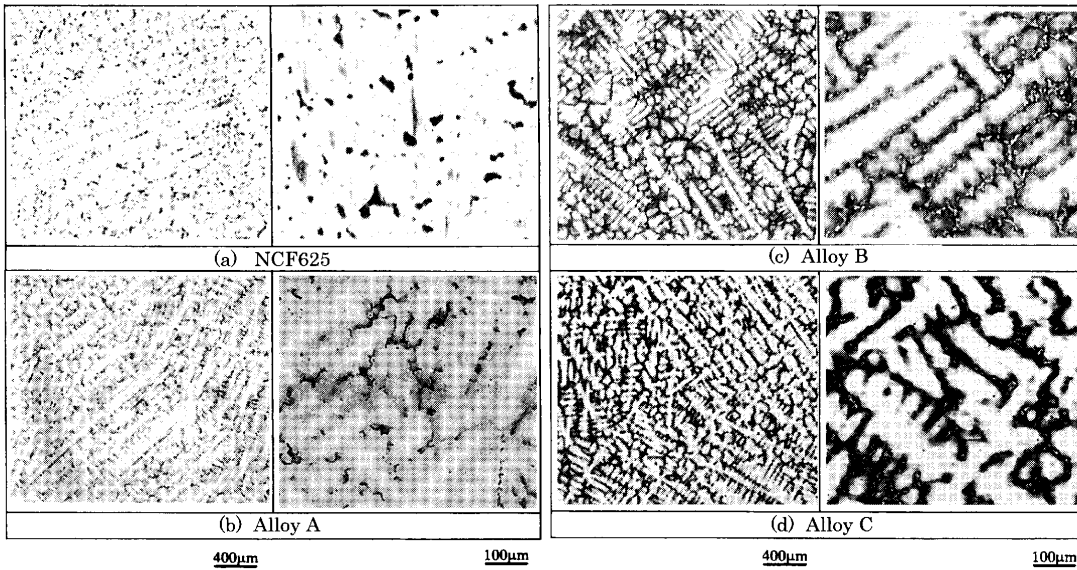 (a) NCF625
(b) Alloy A
400μm
100μm
(c) Alloy B
(d) Alloy C
400μm
100μm